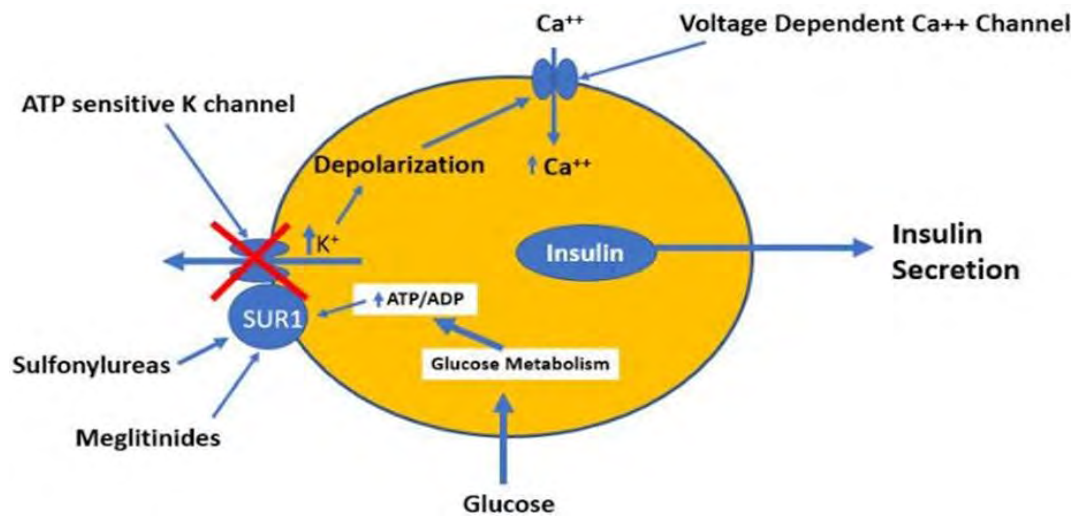 Ca⁺⁺
Voltage Dependent Ca++ Channel
ATP sensitive K channel
Depolarization
↑ Ca⁺⁺
↑K⁺
Insulin
Insulin
Secretion
↑ATP/ADP
SUR1
Glucose Metabolism
Sulfonylureas
Meglitinides
Glucose